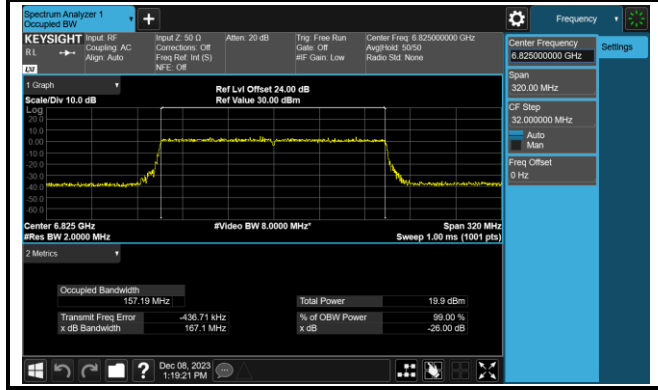 Spectrum Analyzer 1
Occupied BW
+
Frequency
KEYSIGHT
Input: RF
Coupling: AC
Align: Auto
Input Z: 50 Ω
Corrections: Off
Freq Ref: Int (S)
NFE: Off
Atten: 20 dB
Trig: Free Run
Gate: Off
#IF Gain: Low
Center Freq: 6.825000000 GHz
Avg|Hold: 50/50
Radio Std: None
R L
LXI
Center Frequency
6.825000000 GHz
Settings
Span
320.00 MHz
CF Step
32.000000 MHz
Auto
Man
Freq Offset
0 Hz
1 Graph
Scale/Div 10.0 dB
Ref Lvl Offset 24.00 dB
Ref Value 30.00 dBm
Log
20.0
10.0
0.00
-10.0
-20.0
-30.0
-40.0
-50.0
-60.0
Center 6.825 GHz
#Video BW 8.0000 MHz*
Span 320 MHz
#Res BW 2.0000 MHz
Sweep 1.00 ms (1001 pts)
2 Metrics
Occupied Bandwidth
157.19 MHz
Total Power 19.9 dBm
Transmit Freq Error -436.71 kHz
% of OBW Power 99.00 %
x dB Bandwidth 167.1 MHz
x dB -26.00 dB
?
Dec 08, 2023
1:19:21 PM